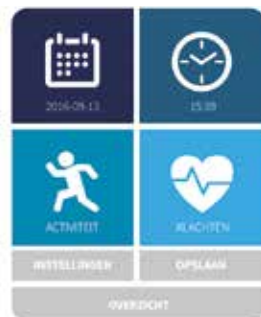 2016-09-13
15:39
ACTIVITEIT
KLACHTEN
INSTELLINGEN
OPSLAAN
OVERZICHT